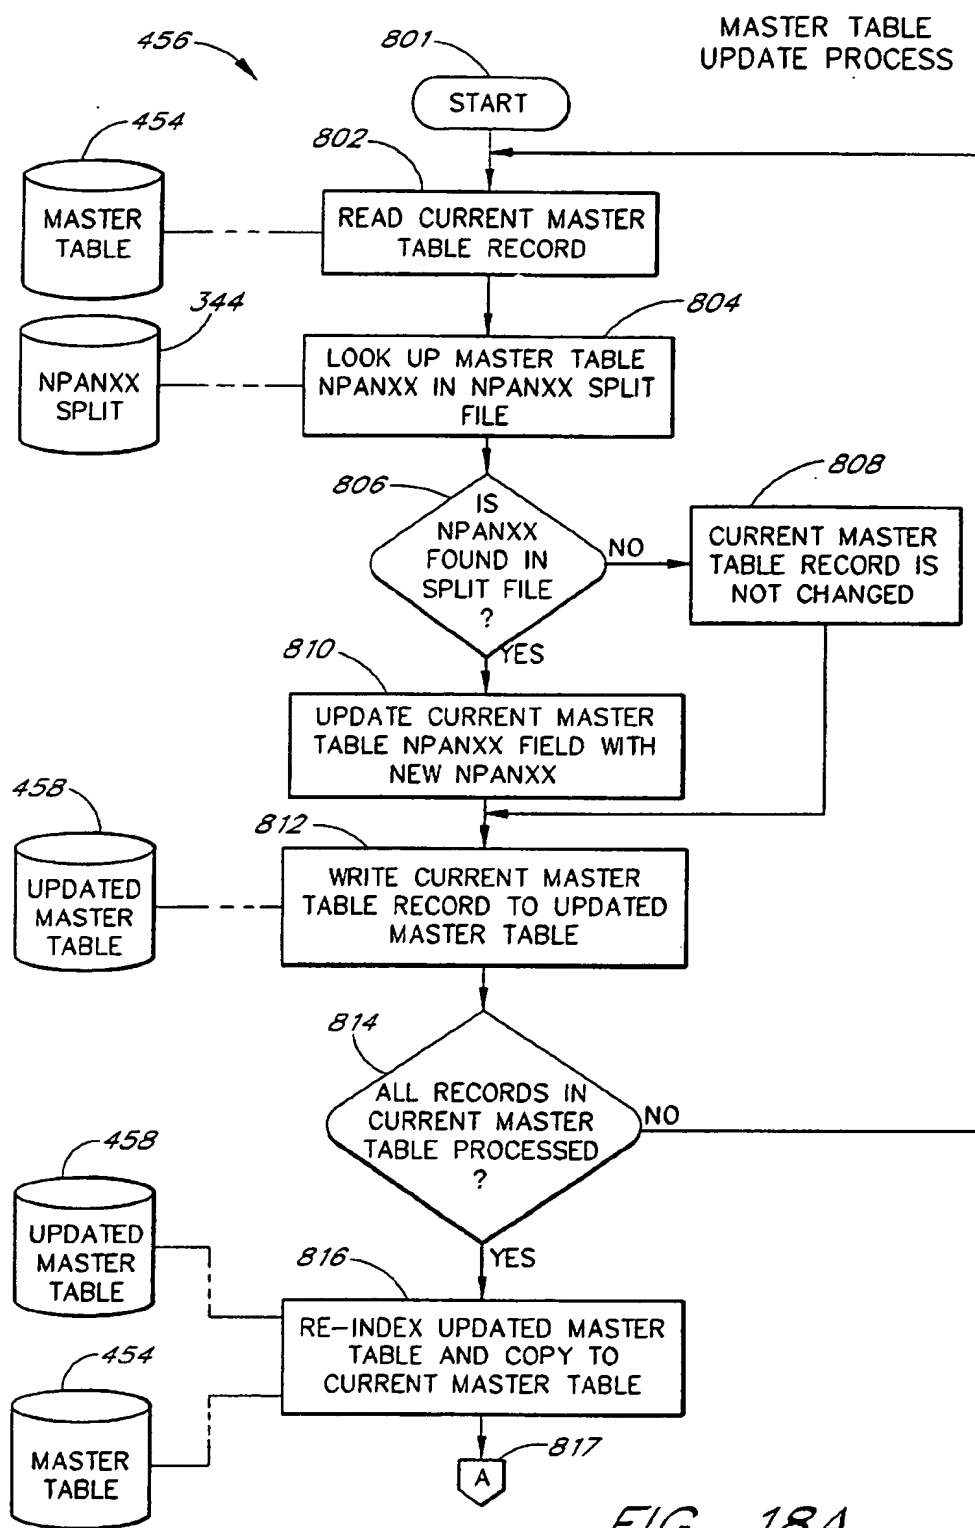 MASTER TABLE
UPDATE PROCESS
456
801
START
454
802
MASTER
TABLE
READ CURRENT MASTER
TABLE RECORD
344
804
NPANXX
SPLIT
LOOK UP MASTER TABLE
NPANXX IN NPANXX SPLIT
FILE
806
IS
NPANXX
FOUND IN
SPLIT FILE
?
NO
808
CURRENT MASTER
TABLE RECORD IS
NOT CHANGED
YES
810
UPDATE CURRENT MASTER
TABLE NPANXX FIELD WITH
NEW NPANXX
458
812
UPDATED
MASTER
TABLE
WRITE CURRENT MASTER
TABLE RECORD TO UPDATED
MASTER TABLE
814
ALL RECORDS IN
CURRENT MASTER
TABLE PROCESSED
?
NO
YES
458
UPDATED
MASTER
TABLE
816
RE-INDEX UPDATED MASTER
TABLE AND COPY TO
CURRENT MASTER TABLE
454
MASTER
TABLE
817
A
FIG. 18A